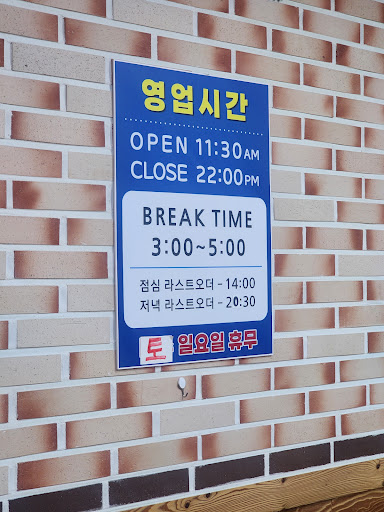 영업시간
OPEN 11:30AM
CLOSE 22:00PM
BREAK TIME
3:00~5:00
점심 라스트오더 - 14:00
저녁 라스트오더 - 20:30
토 일요일 휴무